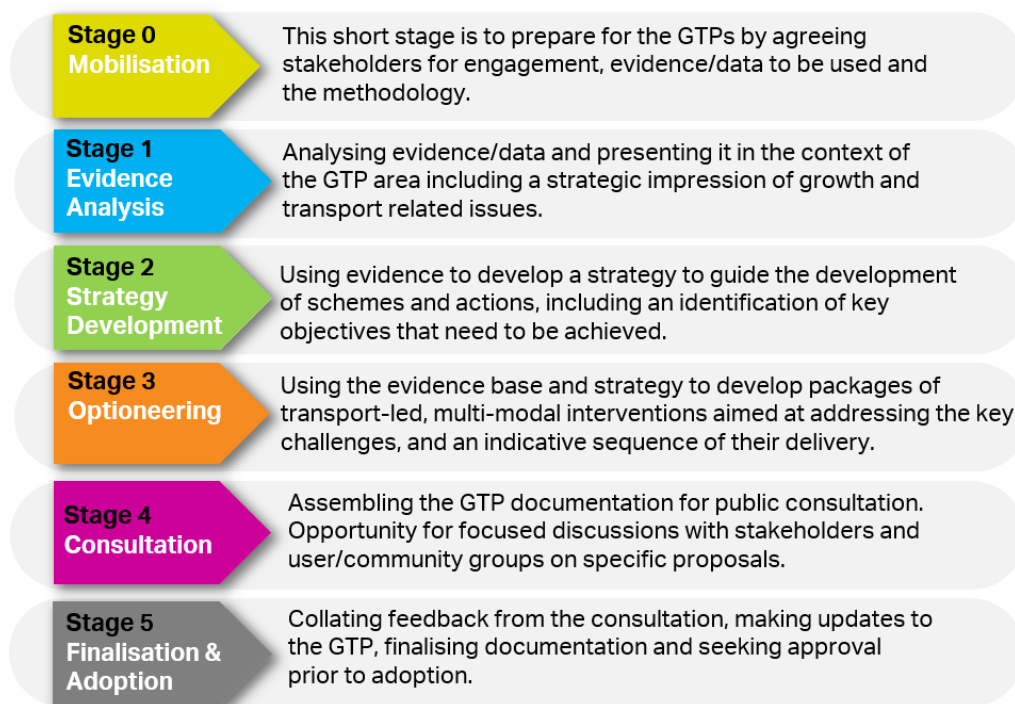 Stage 0
Mobilisation
This short stage is to prepare for the GTPs by agreeing
stakeholders for engagement, evidence/data to be used and
the methodology.
Stage 1
Evidence
Analysis
Analysing evidence/data and presenting it in the context of
the GTP area including a strategic impression of growth and
transport related issues.
Stage 2
Strategy
Development
Using evidence to develop a strategy to guide the development
of schemes and actions, including an identification of key
objectives that need to be achieved.
Stage 3
Optioneering
Using the evidence base and strategy to develop packages of
transport-led, multi-modal interventions aimed at addressing the key
challenges, and an indicative sequence of their delivery.
Stage 4
Consultation
Assembling the GTP documentation for public consultation.
Opportunity for focused discussions with stakeholders and
user/community groups on specific proposals.
Stage 5
Finalisation &
Adoption
Collating feedback from the consultation, making updates to
the GTP, finalising documentation and seeking approval
prior to adoption.